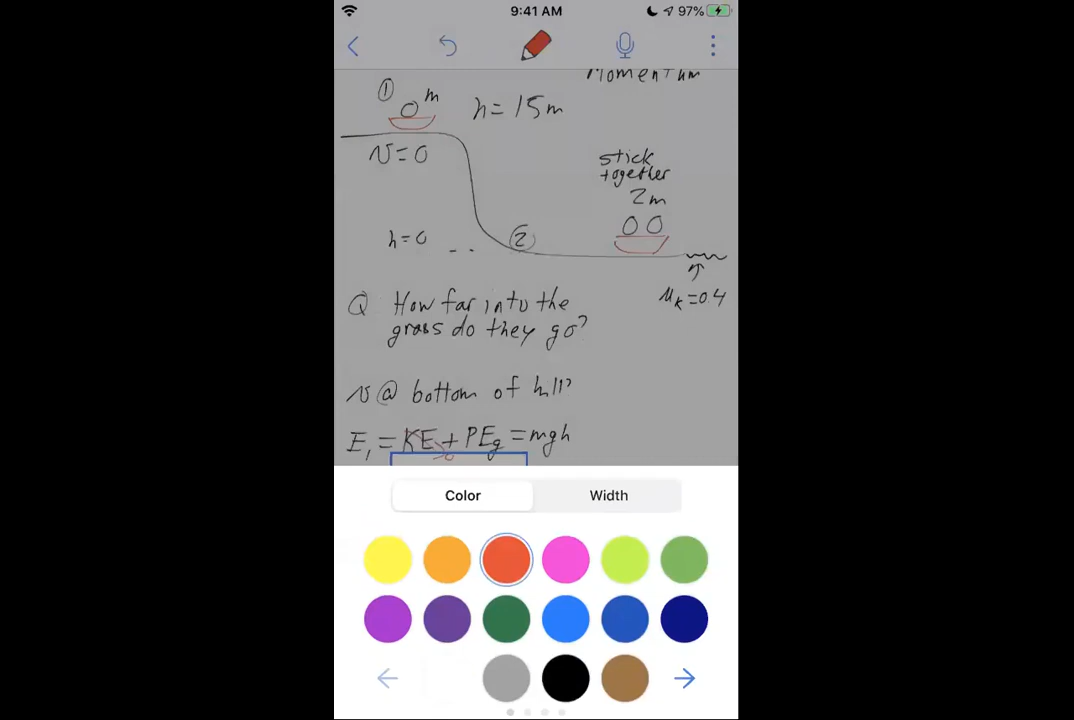 9:41 AM
97%
Momentum
① m h = 15m
v = 0
stick
together
2m
h = 0 .. ②
μk = 0.4
Q How far into the
grass do they go?
v @ bottom of hill?
E₁ = KE + PEg = mgh
Color Width